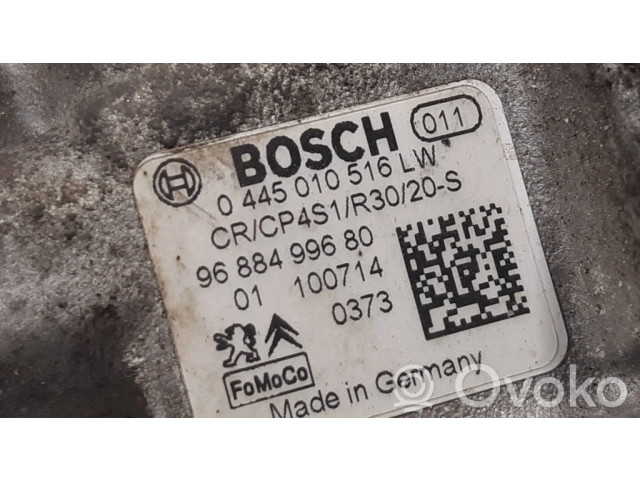 BOSCH 011
0 445 010 516 LW
CR/CP4S1/R30/20-S
96 884 996 80
01 100714
0373
FoMoCo
Made in Germany
© Ovoko